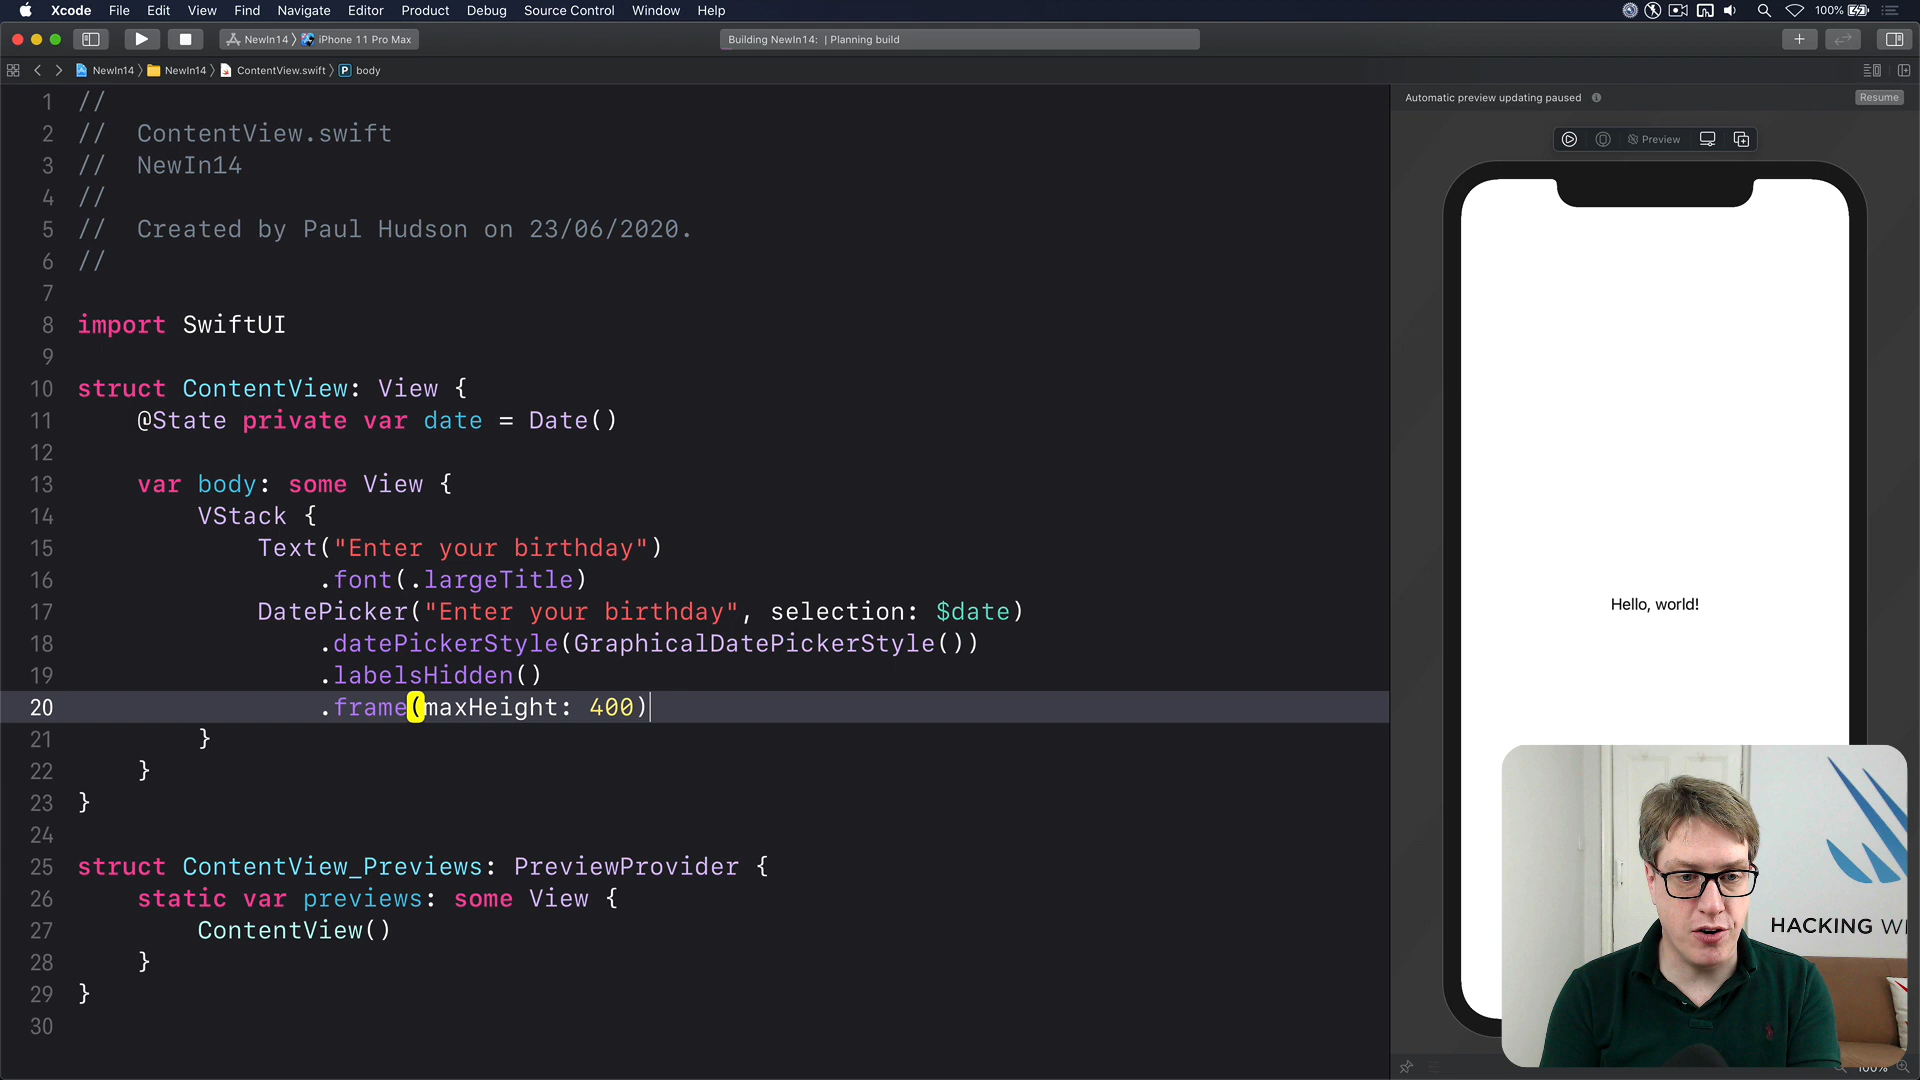 Xcode File Edit View Find Navigate Editor Product Debug Source Control Window Help 100%
NewIn14 iPhone 11 Pro Max Building NewIn14: | Planning build
NewIn14 NewIn14 ContentView.swift P body
Automatic preview updating paused Resume
Preview
1 //
2 //  ContentView.swift
3 //  NewIn14
4 //
5 //  Created by Paul Hudson on 23/06/2020.
6 //
7
8 import SwiftUI
9
10 struct ContentView: View {
11     @State private var date = Date()
12
13     var body: some View {
14         VStack {
15             Text("Enter your birthday")
16                 .font(.largeTitle)
17             DatePicker("Enter your birthday", selection: $date)
18                 .datePickerStyle(GraphicalDatePickerStyle())
19                 .labelsHidden()
20                 .frame(maxHeight: 400)
21         }
22     }
23 }
24
25 struct ContentView_Previews: PreviewProvider {
26     static var previews: some View {
27         ContentView()
28     }
29 }
30
Hello, world!
HACKING WI
100%